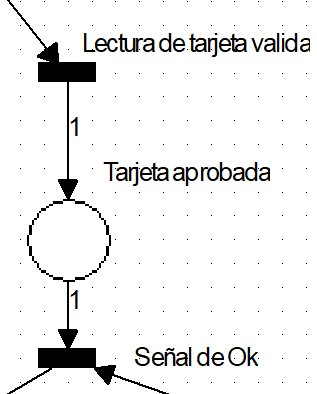 Lectura de tarjeta valida
1
Tarjeta aprobada
1
Señal de Ok